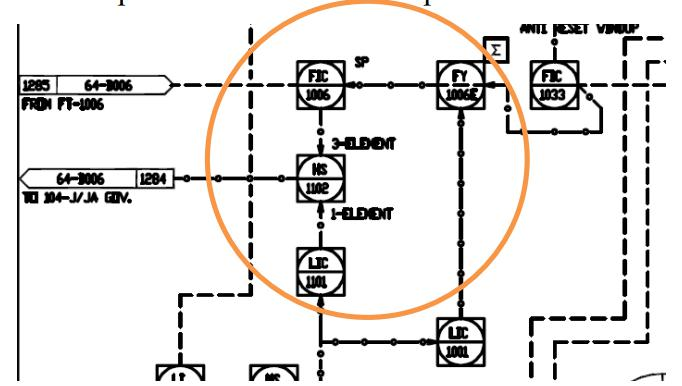 ANTI RESET WINDUP
Σ
FIC
1006
SP
FY
1006E
FIC
1033
1285 64-B006
FROM FT-1006
3-ELEMENT
HS
1102
64-B006 1284
TO 104-J/JA GOV.
1-ELEMENT
LIC
1101
LIC
1001